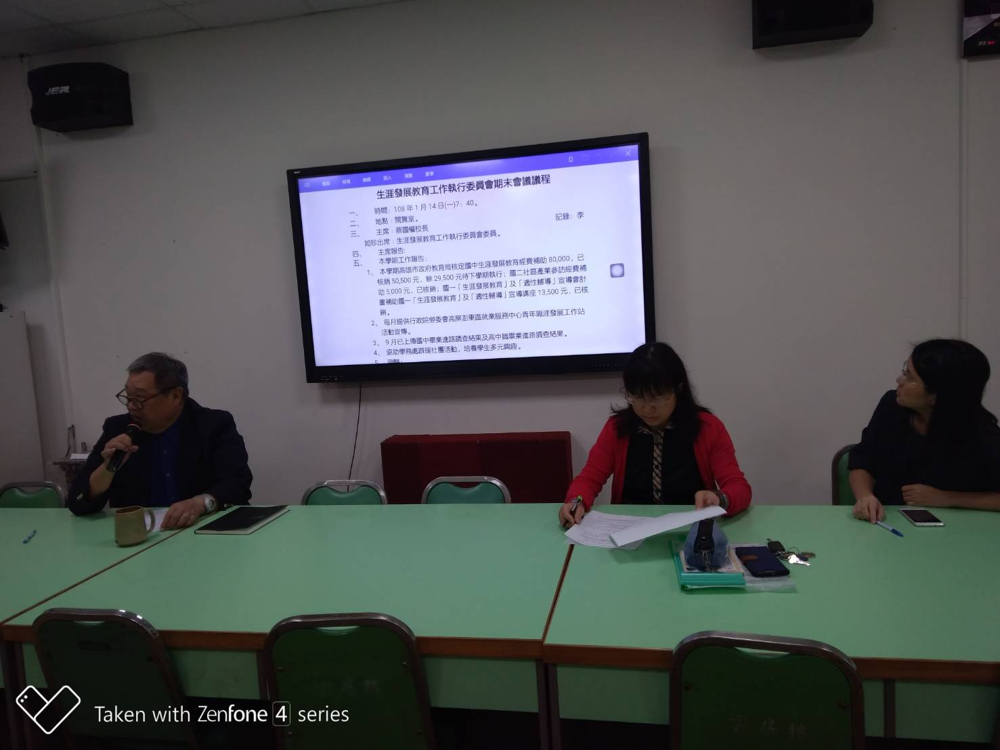 JER
檢視
編輯
插入
預覽
生涯發展教育工作執行委員會期末會議議程
一、 時間：108 年 1 月 14 日(一)7：40。
二、 地點：閱覽室。
三、 主席：蔡國權校長 記錄：李
如珍出席：生涯發展教育工作執行委員會委員。
四、 主席報告:
五、 本學期工作報告:
1、 本學期高雄市政府教育局核定國中生涯發展教育經費補助 80,000，已
核銷 50,500 元，餘 29,500 元待下學期執行；國二社區產業參訪經費補
助 5,000 元，已核銷；國一「生涯發展教育」及「適性輔導」宣導會計
畫補助國一「生涯發展教育」及「適性輔導」宣導講座 13,500 元，已核
銷。
2、 每月提供行政院勞委會高屏澎東區就業服務中心青年職涯發展工作站
活動宣傳。
3、 9 月已上傳國中畢業進路調查結果及高中職畢業進路調查結果。
4、 協助學務處辦理社團活動，培養學生多元興趣。
5、 測驗:
Taken with Zenfone 4 series